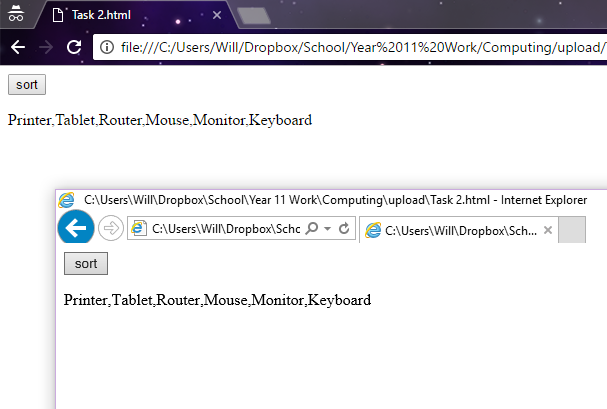 Task 2.html
file:///C:/Users/Will/Dropbox/School/Year%2011%20Work/Computing/upload/
sort
Printer,Tablet,Router,Mouse,Monitor,Keyboard
C:\Users\Will\Dropbox\School\Year 11 Work\Computing\upload\Task 2.html - Internet Explorer
C:\Users\Will\Dropbox\Schc C:\Users\Will\Dropbox\Sch...
sort
Printer,Tablet,Router,Mouse,Monitor,Keyboard